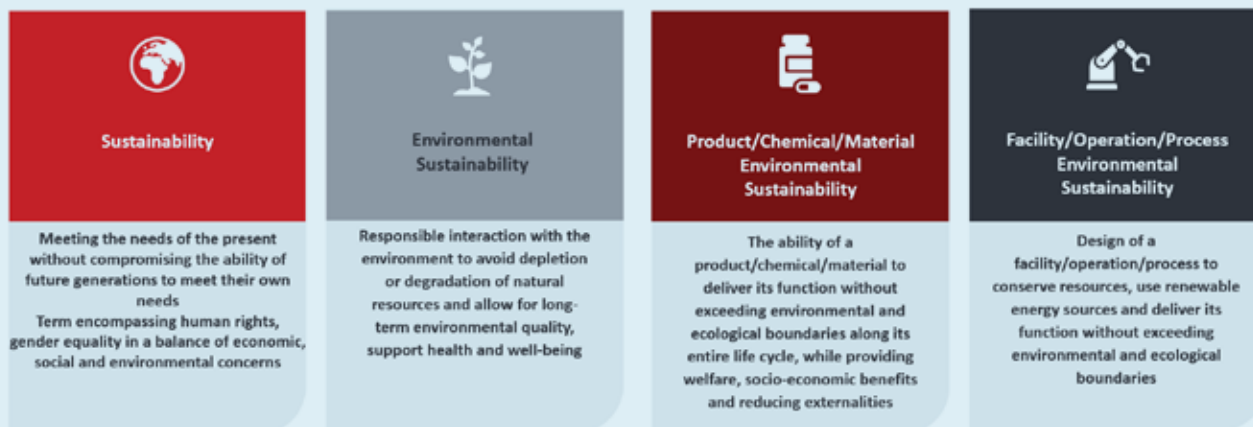 Sustainability
Meeting the needs of the present
without compromising the ability of
future generations to meet their own
needs
Term encompassing human rights,
gender equality in a balance of economic,
social and environmental concerns
Environmental
Sustainability
Responsible interaction with the
environment to avoid depletion
or degradation of natural
resources and allow for long-
term environmental quality,
support health and well-being
Product/Chemical/Material
Environmental
Sustainability
The ability of a
product/chemical/material to
deliver its function without
exceeding environmental and
ecological boundaries along its
entire life cycle, while providing
welfare, socio-economic benefits
and reducing externalities
Facility/Operation/Process
Environmental
Sustainability
Design of a
facility/operation/process to
conserve resources, use renewable
energy sources and deliver its
function without exceeding
environmental and ecological
boundaries